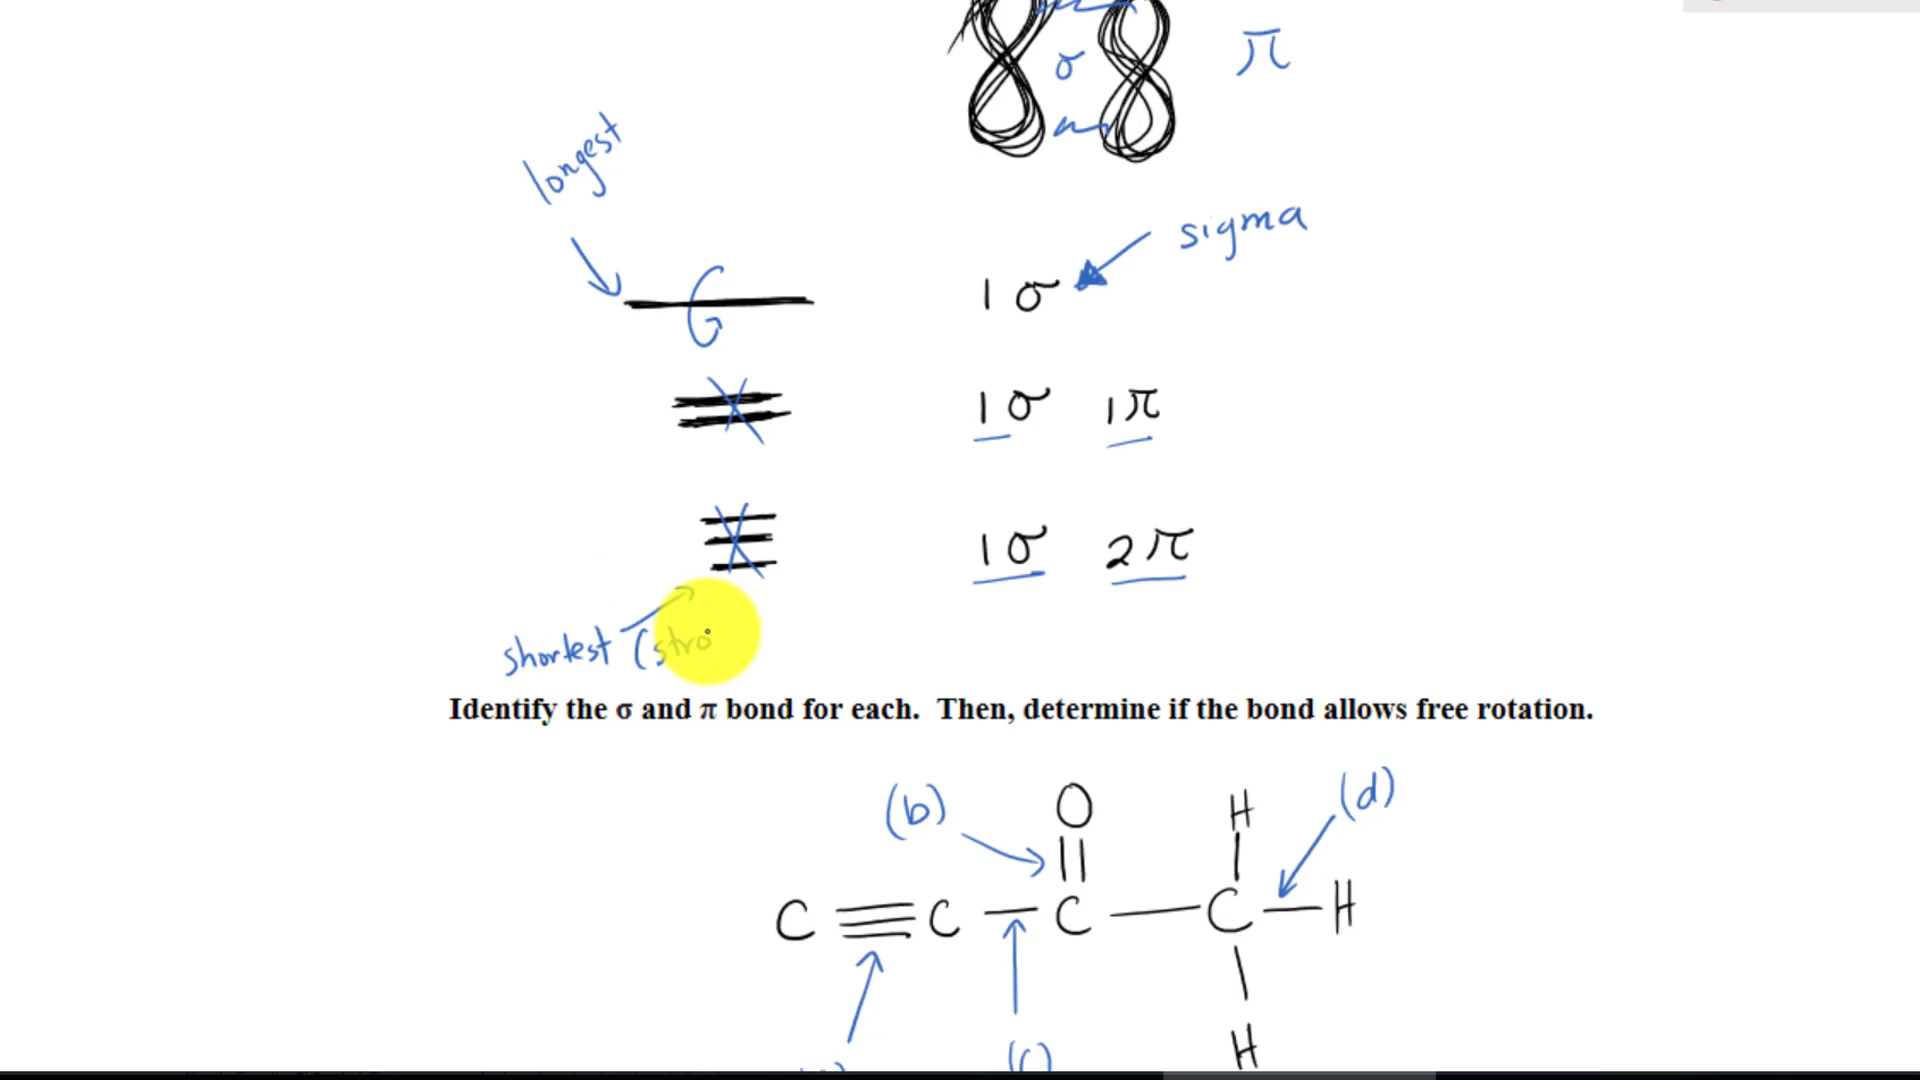 σ π
longest
sigma
1σ
1σ 1π
1σ 2π
shortest (stro
Identify the σ and π bond for each. Then, determine if the bond allows free rotation.
(b) O H (d)
C C C C H
(c)
H